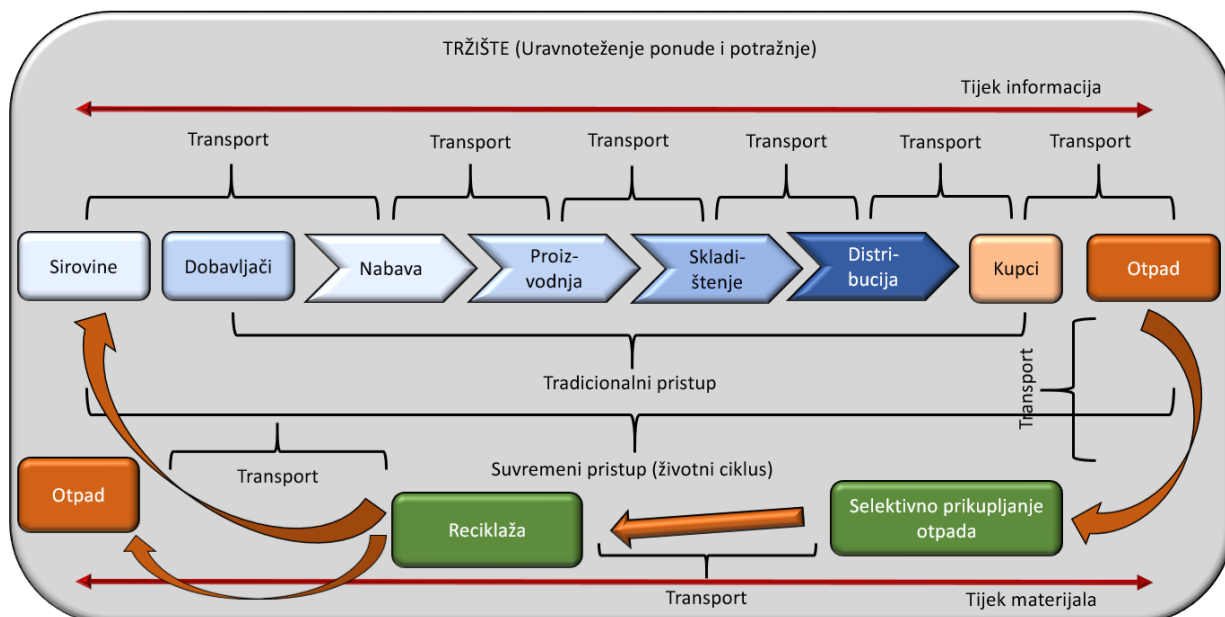 TRŽIŠTE (Uravnoteženje ponude i potražnje)
Tijek informacija
Transport
Transport
Transport
Transport
Transport
Transport
Sirovine
Dobavljači
Nabava
Proiz-
vodnja
Skladi-
štenje
Distri-
bucija
Kupci
Otpad
Tradicionalni pristup
Transport
Suvremeni pristup (životni ciklus)
Transport
Otpad
Reciklaža
Selektivno prikupljanje
otpada
Transport
Tijek materijala